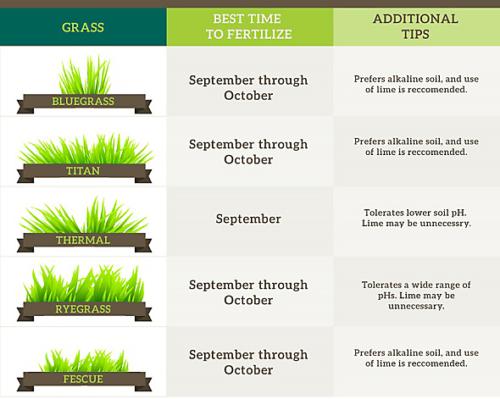 GRASS
BEST TIME
TO FERTILIZE
ADDITIONAL
TIPS
BLUEGRASS
September through
October
Prefers alkaline soil, and use
of lime is reccomended.
TITAN
September through
October
Prefers alkaline soil, and use
of lime is reccomended.
THERMAL
September
Tolerates lower soil pH.
Lime may be unnecessry.
RYEGRASS
September through
October
Tolerates a wide range of
pHs. Lime may be
unnecessary.
FESCUE
September through
October
Prefers alkaline soil, and use
of lime is reccomended.